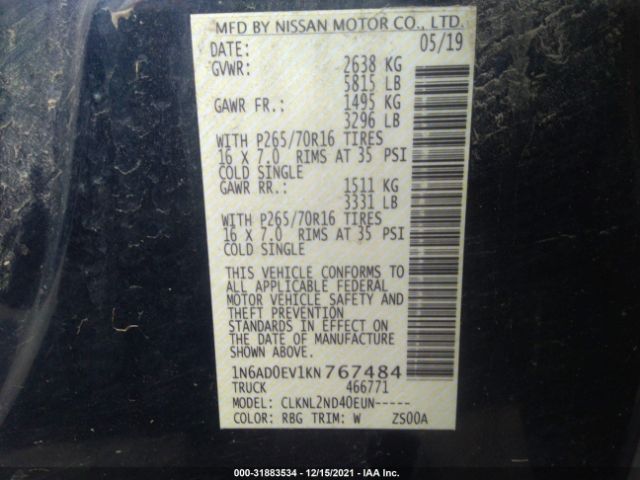 MFD BY NISSAN MOTOR CO., LTD.
DATE: 05/19
GVWR: 2638 KG
5815 LB
GAWR FR.: 1495 KG
3296 LB
WITH P265/70R16 TIRES
16 X 7.0 RIMS AT 35 PSI
COLD SINGLE
GAWR RR.: 1511 KG
3331 LB
WITH P265/70R16 TIRES
16 X 7.0 RIMS AT 35 PSI
COLD SINGLE
THIS VEHICLE CONFORMS TO
ALL APPLICABLE FEDERAL
MOTOR VEHICLE SAFETY AND
THEFT PREVENTION
STANDARDS IN EFFECT ON
THE DATE OF MANUFACTURE
SHOWN ABOVE.
1N6AD0EV1KN767484
TRUCK 466771
MODEL: CLKNL2ND40EUN-----
COLOR: RBG TRIM: W ZS00A
000-31883534 - 12/15/2021 - IAA Inc.